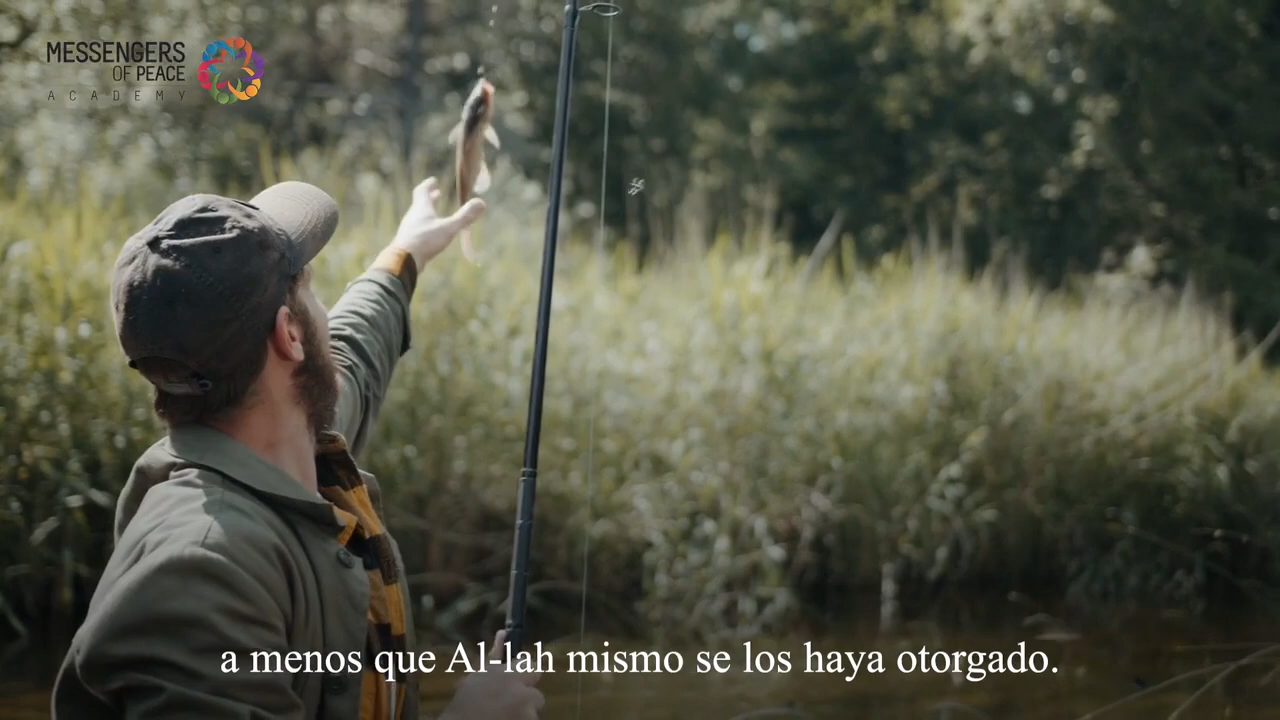 MESSENGERS
OF PEACE
ACADEMY
a menos que Al-lah mismo se los haya otorgado.